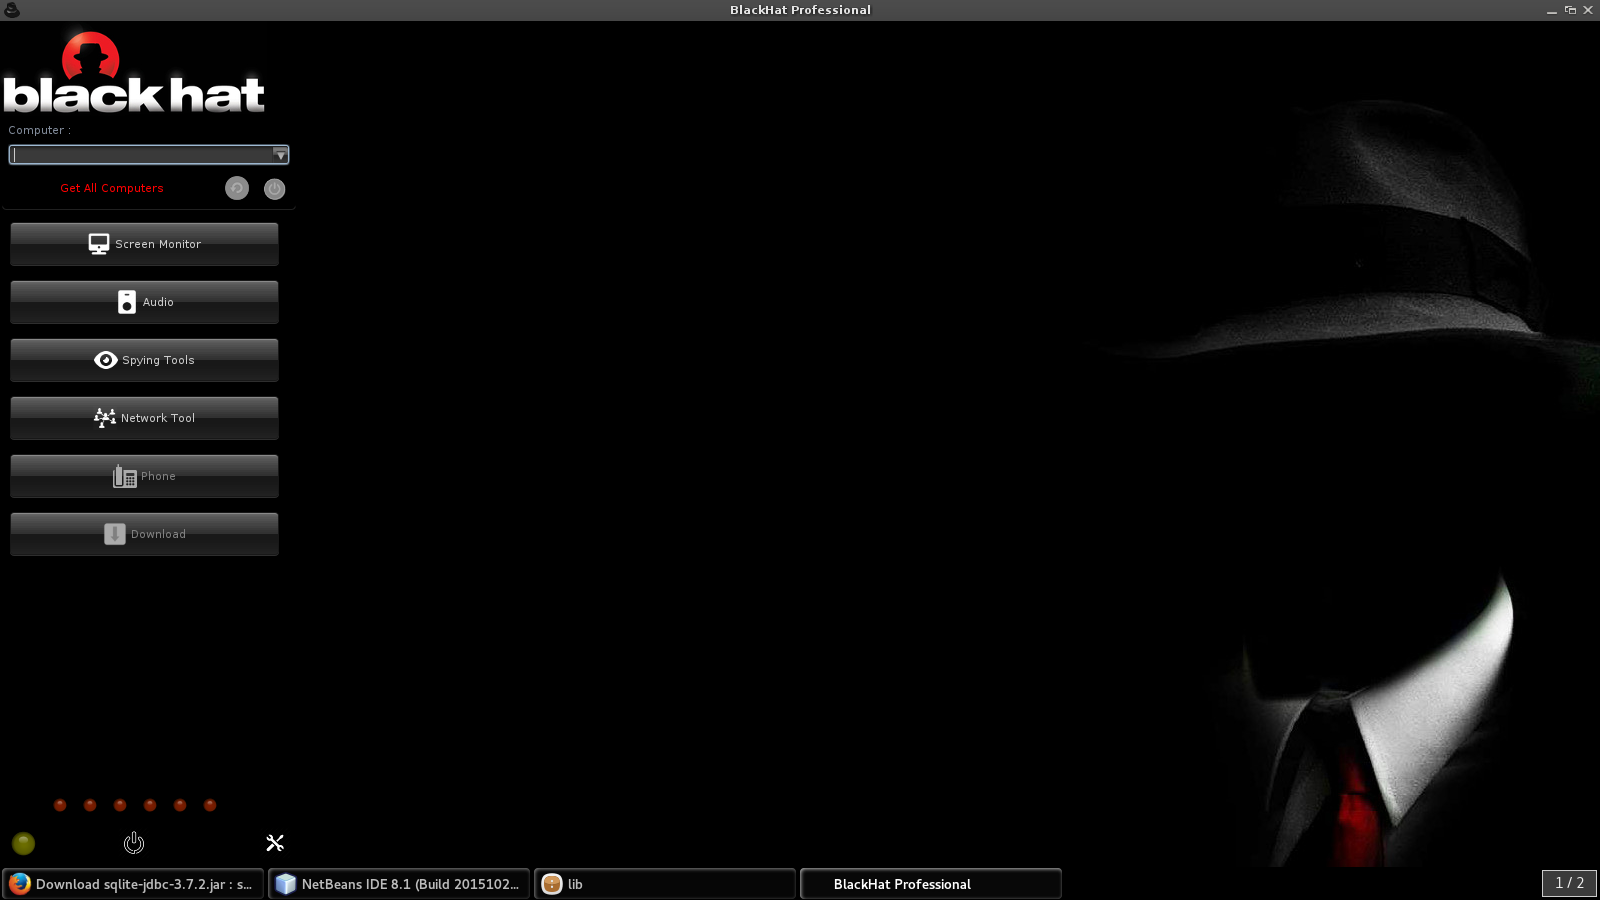 BlackHat Professional
black hat
Computer :
Get All Computers
Screen Monitor
Audio
Spying Tools
Network Tool
Phone
Download
Download sqlite-jdbc-3.7.2.jar : s...
NetBeans IDE 8.1 (Build 2015102...
lib
BlackHat Professional
1 / 2